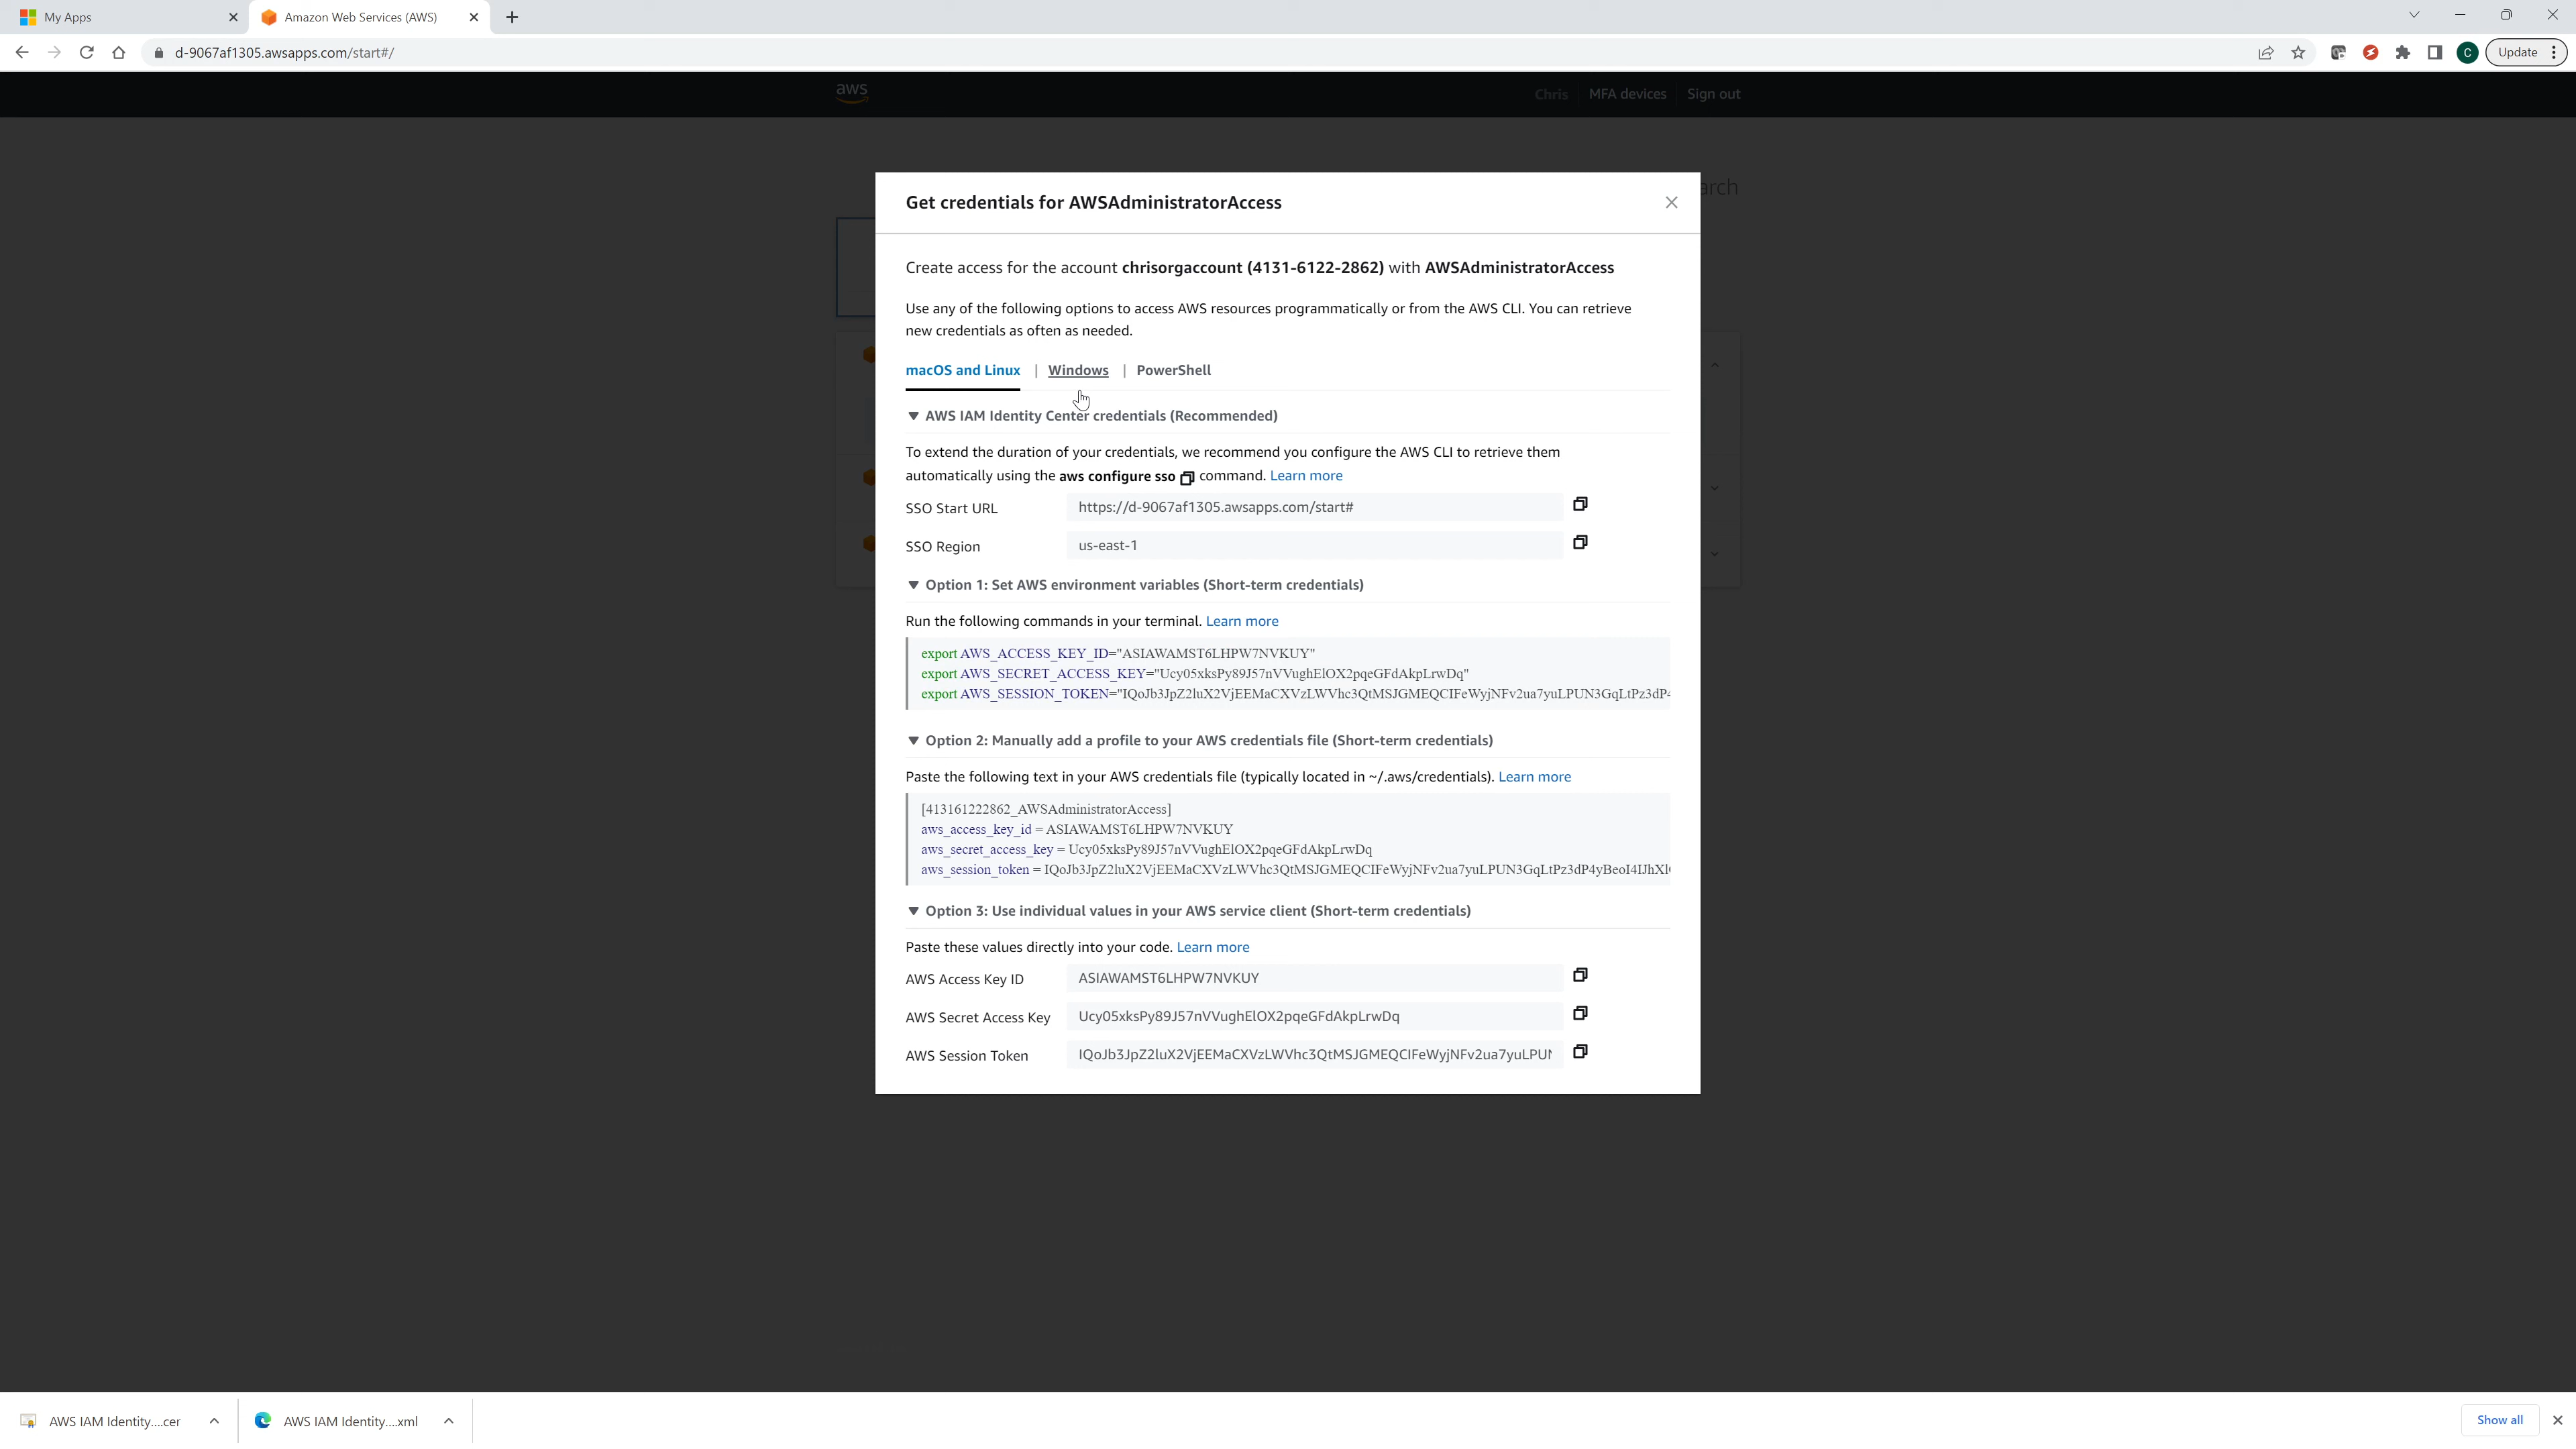 My Apps
Amazon Web Services (AWS)
d-9067af1305.awsapps.com/start#/
C
Update
aws
Chris
MFA devices
Sign out
arch
Get credentials for AWSAdministratorAccess
Create access for the account chrisorgaccount (4131-6122-2862) with AWSAdministratorAccess
Use any of the following options to access AWS resources programmatically or from the AWS CLI. You can retrieve
new credentials as often as needed.
macOS and Linux | Windows | PowerShell
AWS IAM Identity Center credentials (Recommended)
To extend the duration of your credentials, we recommend you configure the AWS CLI to retrieve them
automatically using the aws configure sso command. Learn more
SSO Start URL https://d-9067af1305.awsapps.com/start#
SSO Region us-east-1
Option 1: Set AWS environment variables (Short-term credentials)
Run the following commands in your terminal. Learn more
export AWS_ACCESS_KEY_ID="ASIAWAMST6LHPW7NVKUY"
export AWS_SECRET_ACCESS_KEY="Ucy05xksPy89J57nVVughElOX2pqeGFdAkpLrwDq"
export AWS_SESSION_TOKEN="IQoJb3JpZ2luX2VjEEMaCXVzLWVhc3QtMSJGMEQCIFeWyjNFv2ua7yuLPUN3GqLtPz3dP4
Option 2: Manually add a profile to your AWS credentials file (Short-term credentials)
Paste the following text in your AWS credentials file (typically located in ~/.aws/credentials). Learn more
[413161222862_AWSAdministratorAccess]
aws_access_key_id = ASIAWAMST6LHPW7NVKUY
aws_secret_access_key = Ucy05xksPy89J57nVVughElOX2pqeGFdAkpLrwDq
aws_session_token = IQoJb3JpZ2luX2VjEEMaCXVzLWVhc3QtMSJGMEQCIFeWyjNFv2ua7yuLPUN3GqLtPz3dP4yBeoI4IJhXl
Option 3: Use individual values in your AWS service client (Short-term credentials)
Paste these values directly into your code. Learn more
AWS Access Key ID ASIAWAMST6LHPW7NVKUY
AWS Secret Access Key Ucy05xksPy89J57nVVughElOX2pqeGFdAkpLrwDq
AWS Session Token IQoJb3JpZ2luX2VjEEMaCXVzLWVhc3QtMSJGMEQCIFeWyjNFv2ua7yuLPU
AWS IAM Identity....cer
AWS IAM Identity....xml
Show all